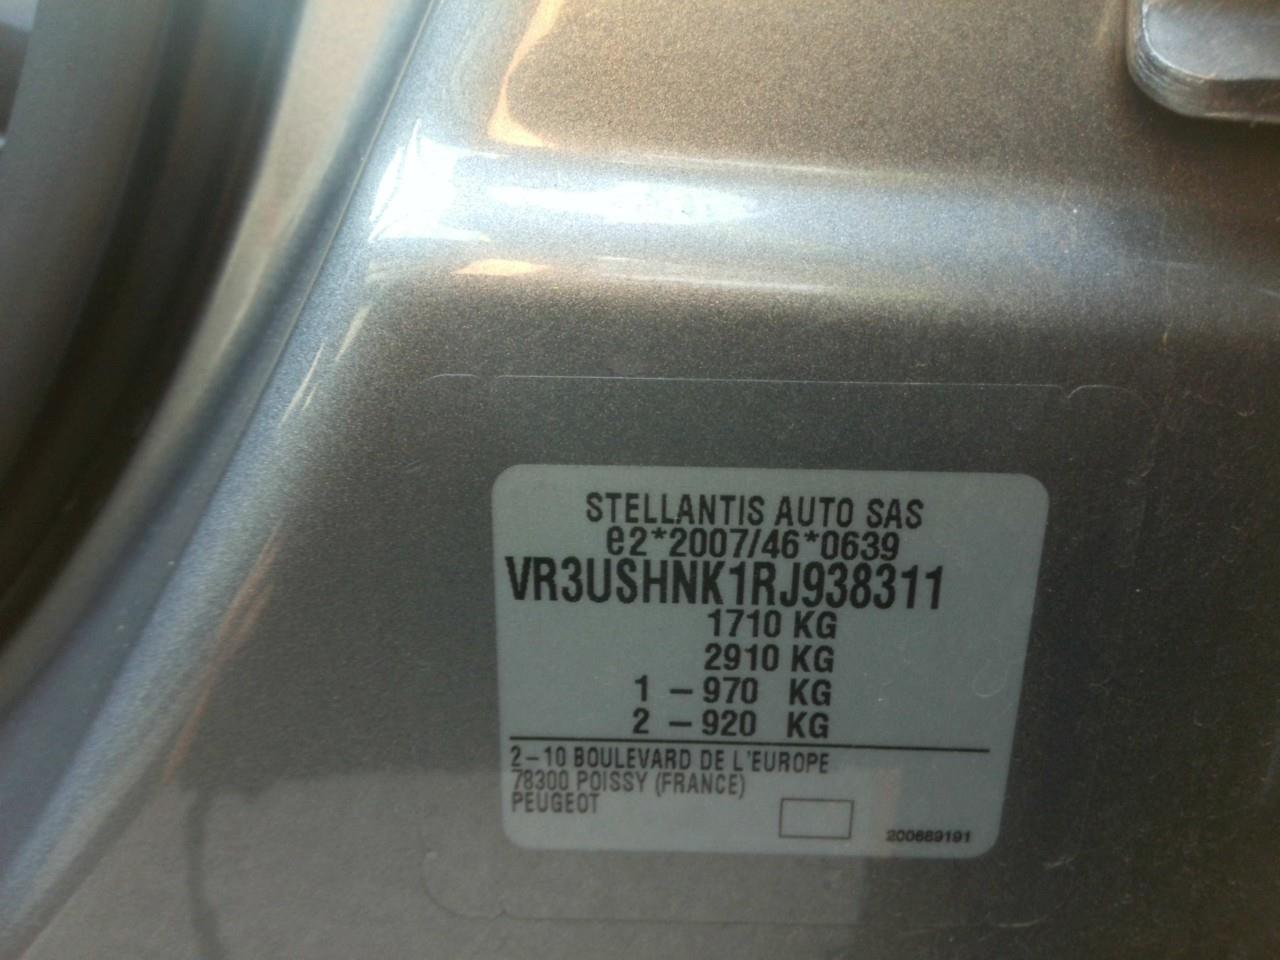 STELLANTIS AUTO SAS
e2*2007/46*0639
VR3USHNK1RJ938311
1710 KG
2910 KG
1 – 970 KG
2 – 920 KG
2–10 BOULEVARD DE L'EUROPE
78300 POISSY (FRANCE)
PEUGEOT
200689191